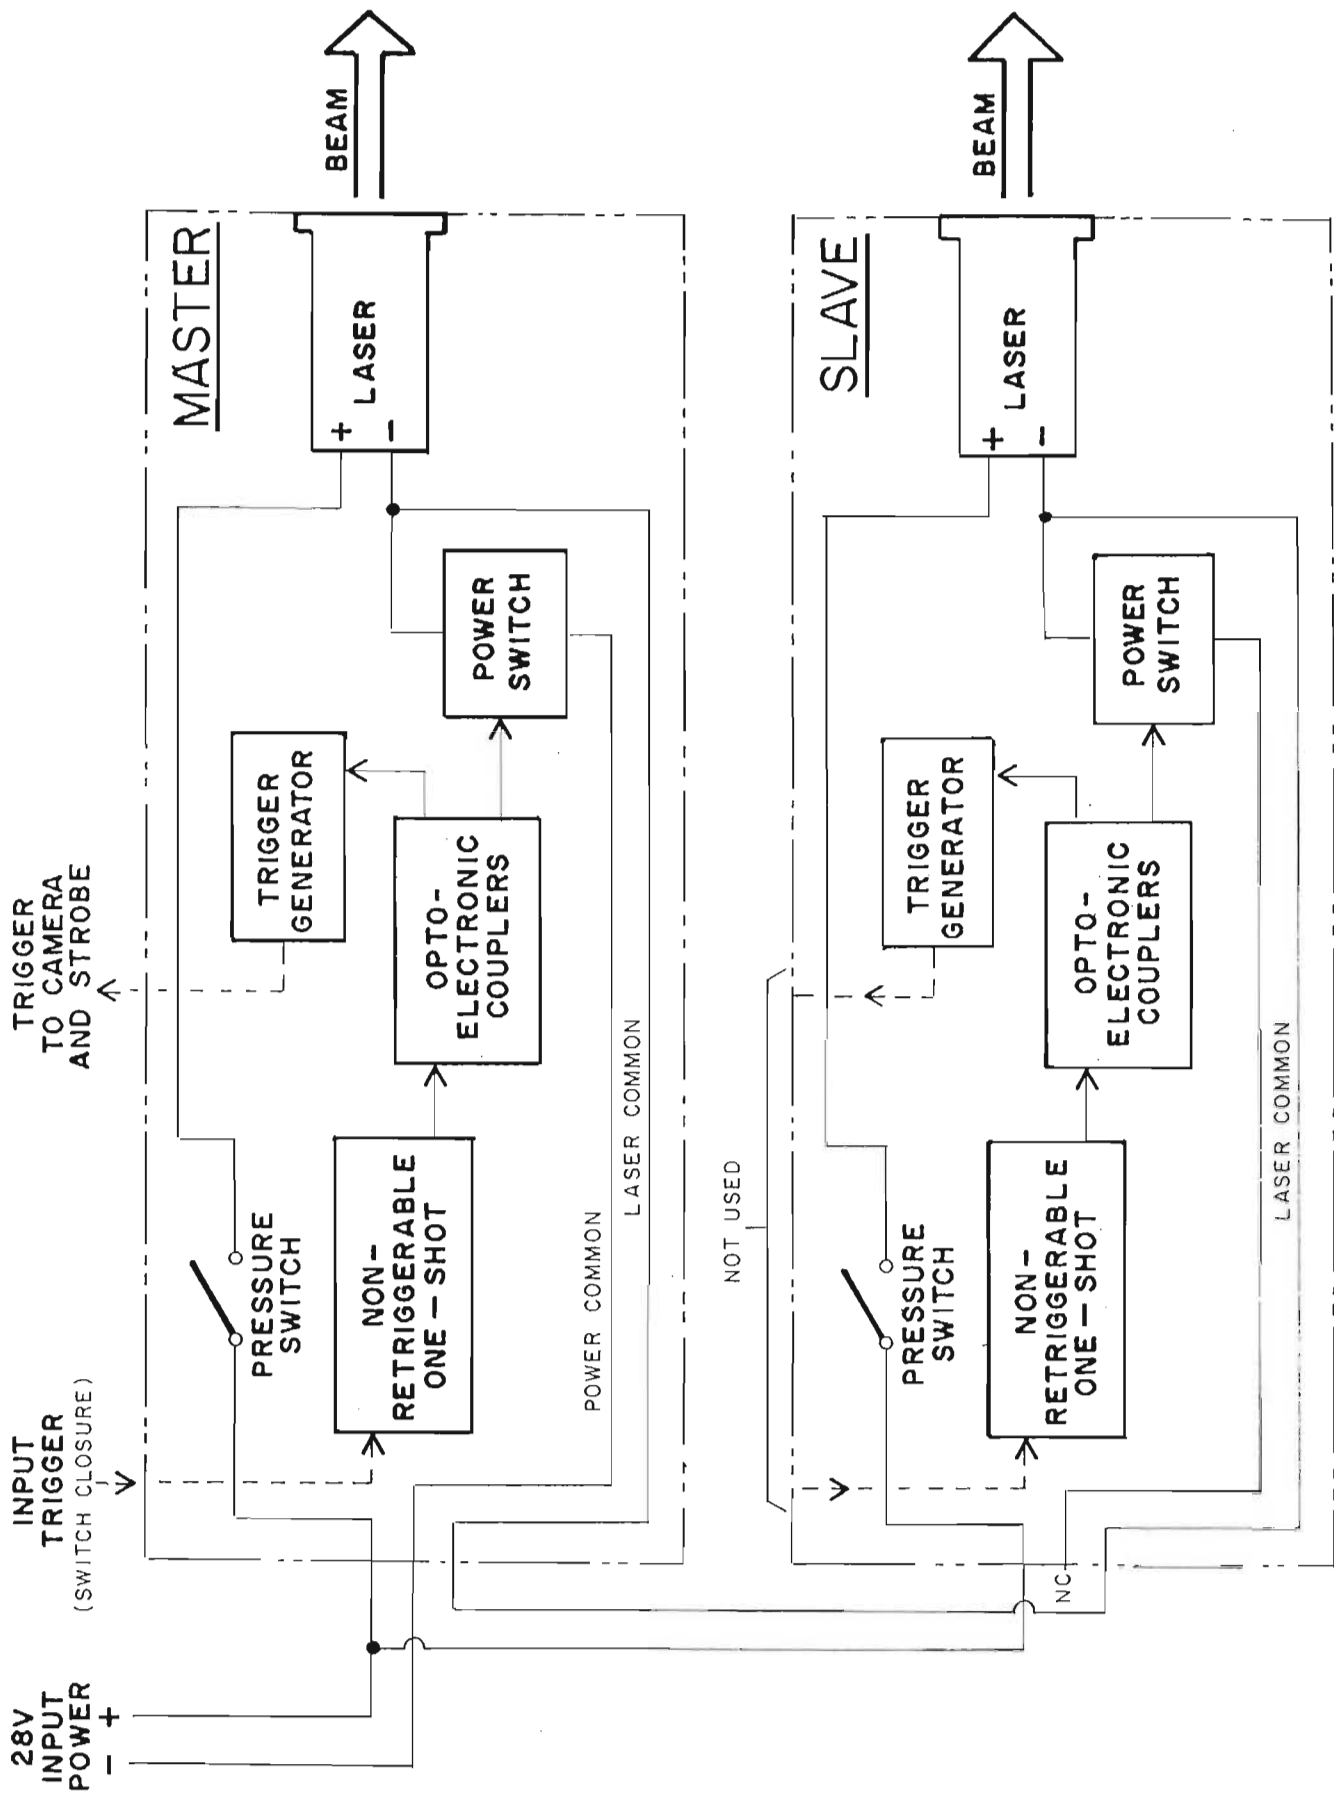 28V
INPUT
POWER
−
+
INPUT
TRIGGER
(SWITCH CLOSURE)
TRIGGER
TO CAMERA
AND STROBE
MASTER
PRESSURE
SWITCH
NON-
RETRIGGERABLE
ONE-SHOT
TRIGGER
GENERATOR
OPTO-
ELECTRONIC
COUPLERS
POWER
SWITCH
+
−
LASER
BEAM
POWER COMMON
LASER COMMON
NOT USED
SLAVE
PRESSURE
SWITCH
NON-
RETRIGGERABLE
ONE-SHOT
TRIGGER
GENERATOR
OPTO-
ELECTRONIC
COUPLERS
POWER
SWITCH
+
−
LASER
BEAM
NC
LASER COMMON